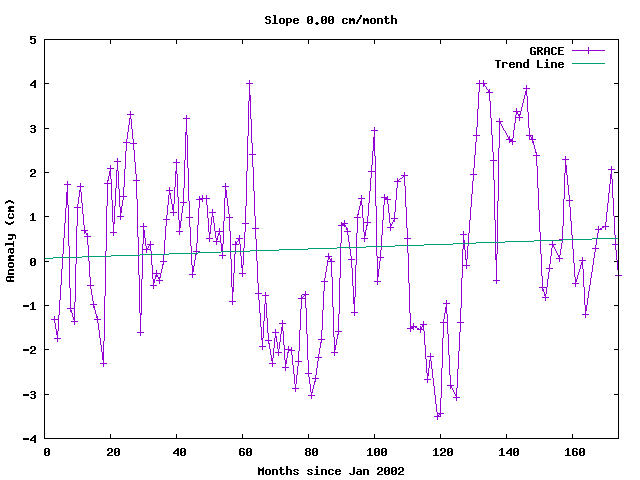 Slope 0.00 cm/month
GRACE
Trend Line
5
4
3
2
1
0
-1
-2
-3
-4
Anomaly (cm)
0 20 40 60 80 100 120 140 160
Months since Jan 2002